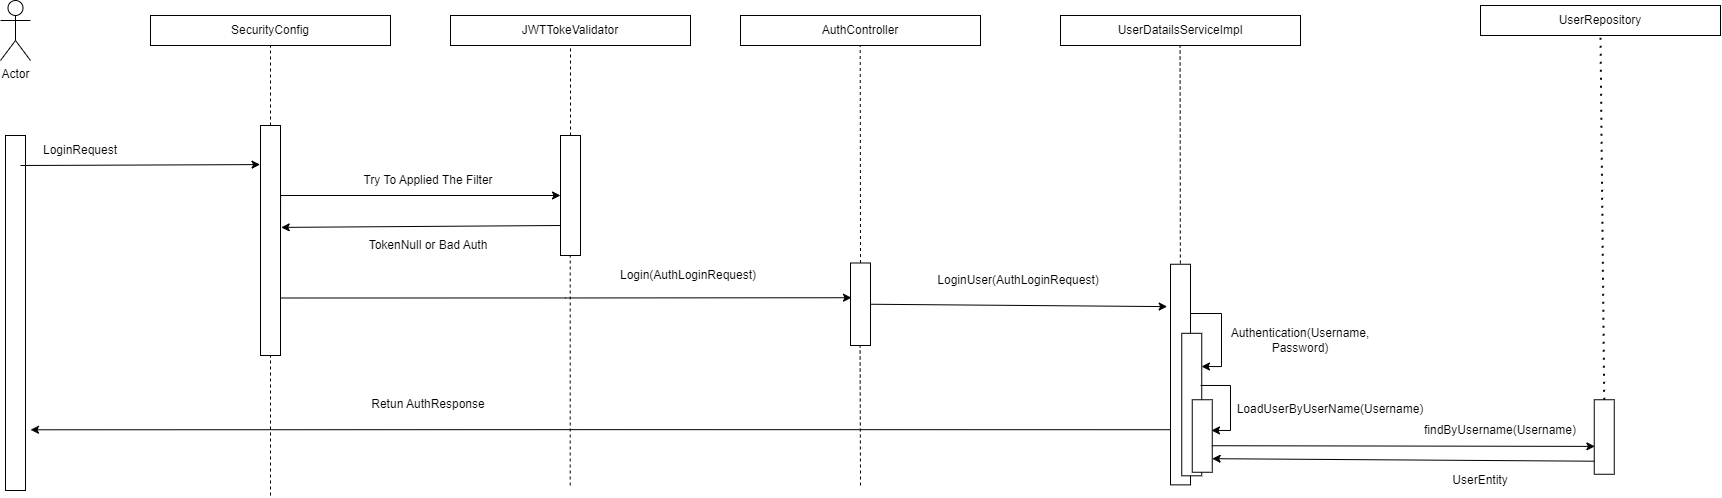 Actor
SecurityConfig
JWTTokeValidator
AuthController
UserDatailsServiceImpl
UserRepository
LoginRequest
Try To Applied The Filter
TokenNull or Bad Auth
Login(AuthLoginRequest)
LoginUser(AuthLoginRequest)
Authentication(Username,
Password)
Retun AuthResponse
LoadUserByUserName(Username)
findByUsername(Username)
UserEntity